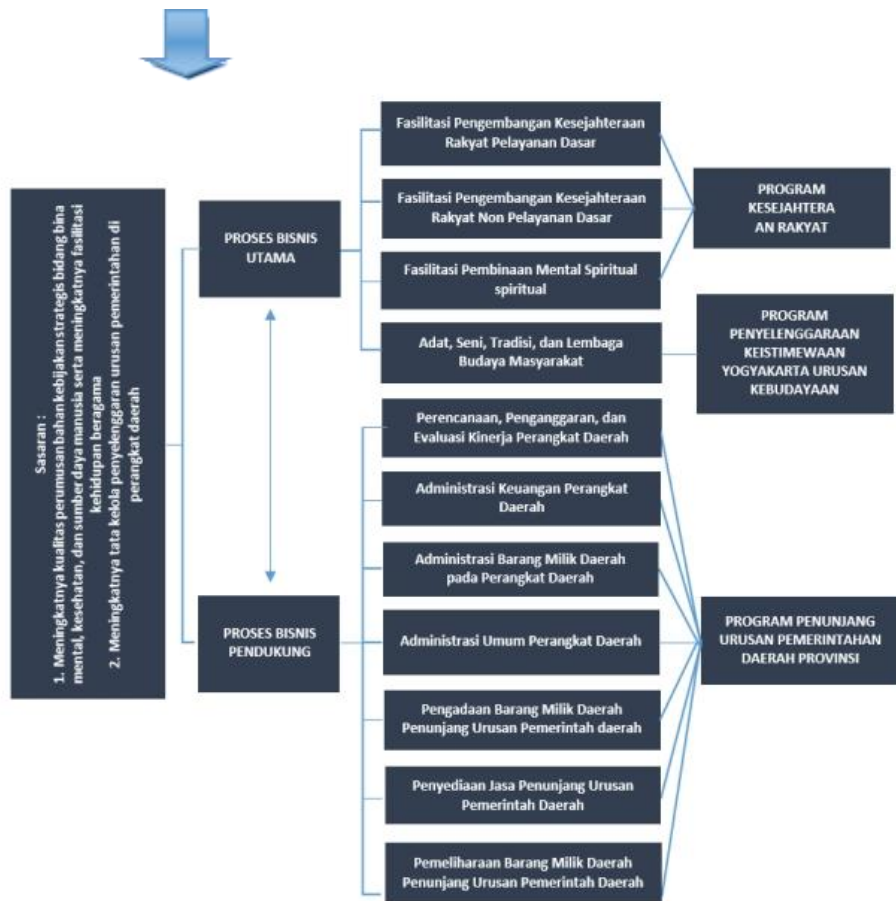 Sasaran :
1. Meningkatnya kualitas perumusan bahan kebijakan strategis bidang bina
mental, kesehatan, dan sumber daya manusia serta meningkatnya fasilitasi
kehidupan beragama
2. Meningkatnya tata kelola penyelenggaran urusan pemerintahan di
perangkat daerah
PROSES BISNIS
UTAMA
PROSES BISNIS
PENDUKUNG
Fasilitasi Pengembangan Kesejahteraan
Rakyat Pelayanan Dasar
Fasilitasi Pengembangan Kesejahteraan
Rakyat Non Pelayanan Dasar
Fasilitasi Pembinaan Mental Spiritual
spiritual
Adat, Seni, Tradisi, dan Lembaga
Budaya Masyarakat
Perencanaan, Penganggaran, dan
Evaluasi Kinerja Perangkat Daerah
Administrasi Keuangan Perangkat
Daerah
Administrasi Barang Milik Daerah
pada Perangkat Daerah
Administrasi Umum Perangkat Daerah
Pengadaan Barang Milik Daerah
Penunjang Urusan Pemerintah daerah
Penyediaan Jasa Penunjang Urusan
Pemerintah Daerah
Pemeliharaan Barang Milik Daerah
Penunjang Urusan Pemerintah Daerah
PROGRAM
KESEJAHTERA
AN RAKYAT
PROGRAM
PENYELENGGARAAN
KEISTIMEWAAN
YOGYAKARTA URUSAN
KEBUDAYAAN
PROGRAM PENUNJANG
URUSAN PEMERINTAHAN
DAERAH PROVINSI